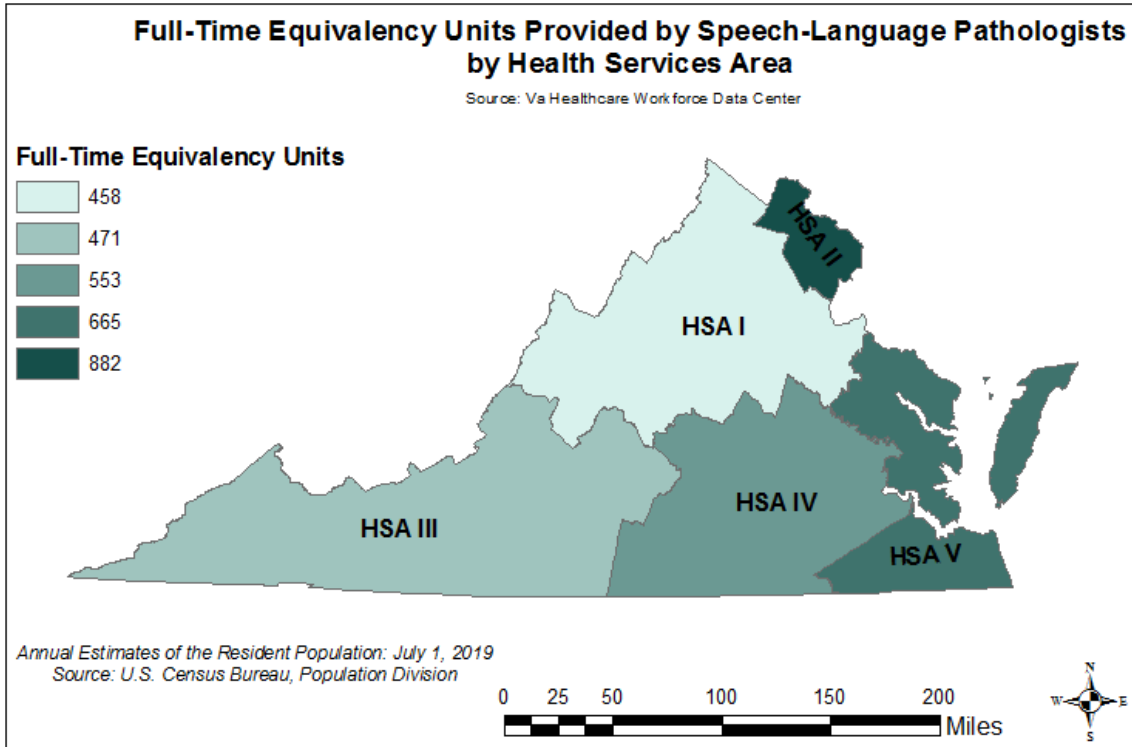 Full-Time Equivalency Units Provided by Speech-Language Pathologists
by Health Services Area
Source: Va Healthcare Workforce Data Center
Full-Time Equivalency Units
458
471
553
665
882
HSA II
HSA I
HSA IV
HSA III
HSA V
Annual Estimates of the Resident Population: July 1, 2019
Source: U.S. Census Bureau, Population Division
0 25 50 100 150 200
Miles
N
W E
S